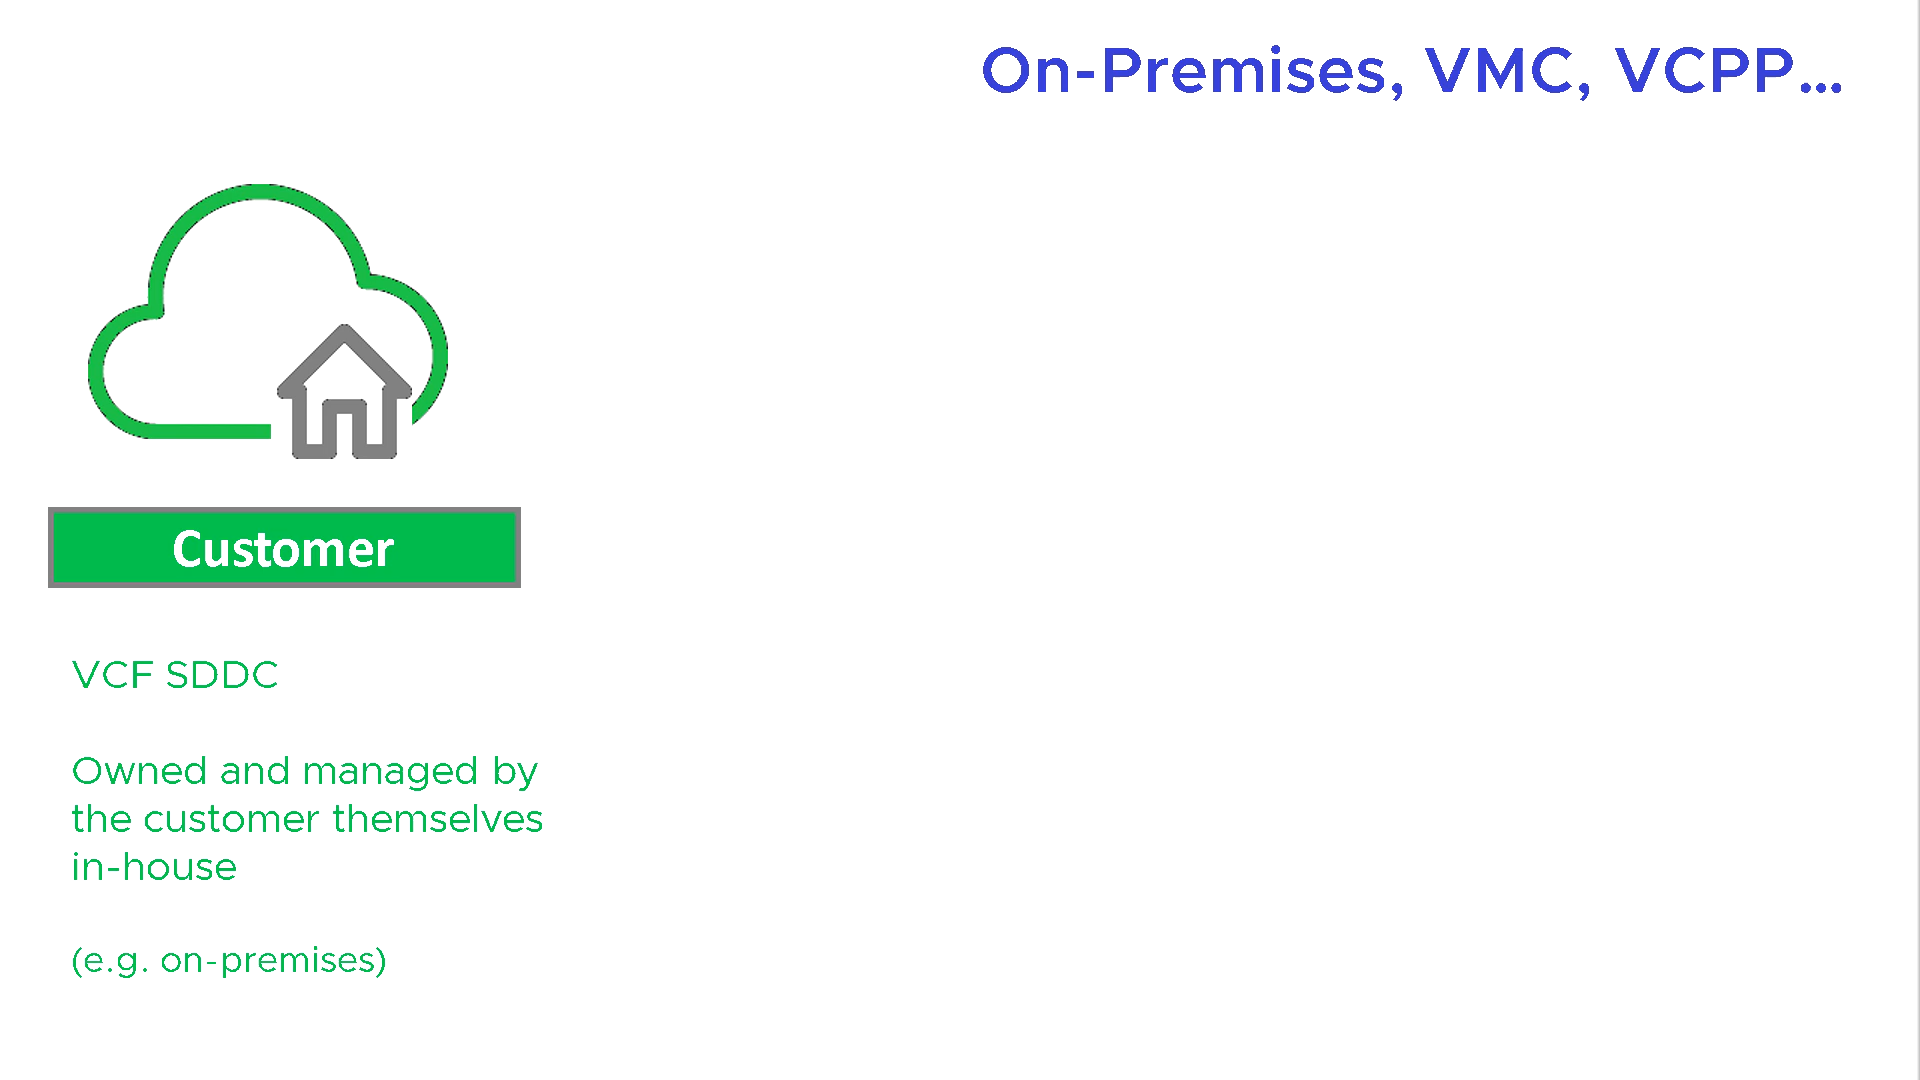 On-Premises, VMC, VCPP...
Customer
VCF SDDC
Owned and managed by
the customer themselves
in-house
(e.g. on-premises)